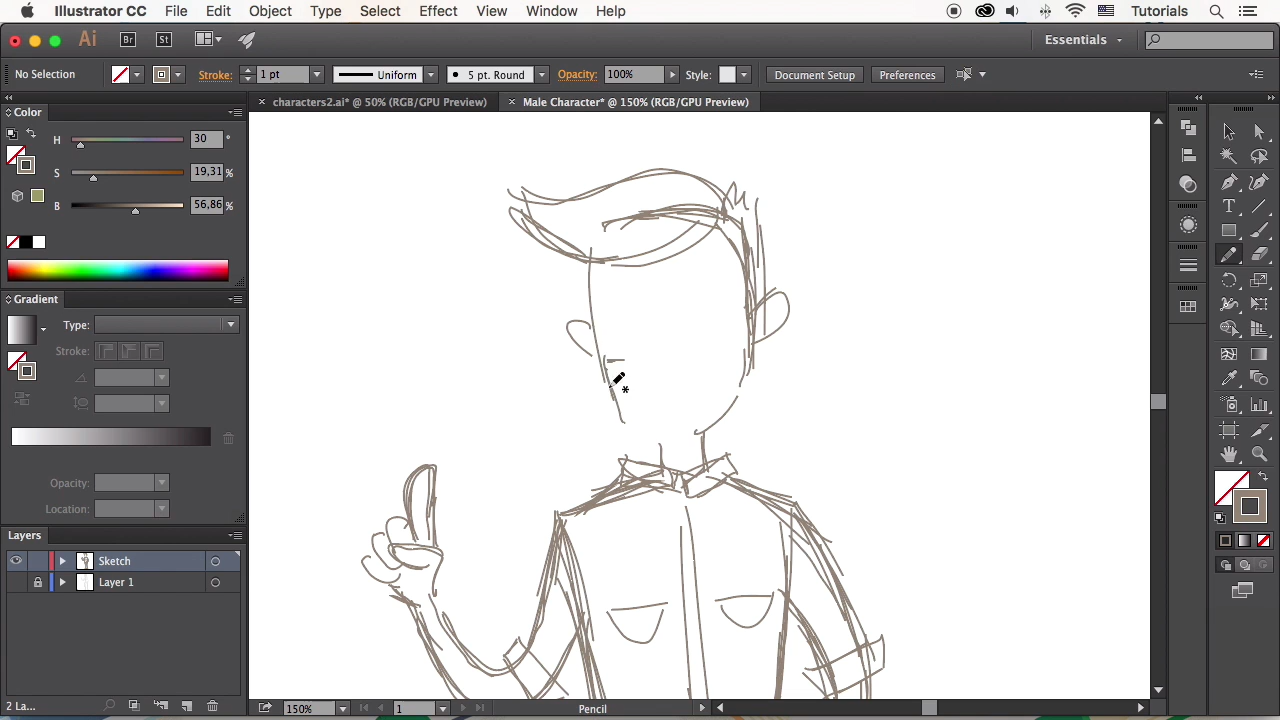 Illustrator CC File Edit Object Type Select Effect View Window Help Tutorials
Ai Br St Essentials
No Selection Stroke: 1 pt Uniform 5 pt. Round Opacity: 100% Style: Document Setup Preferences
characters2.ai* @ 50% (RGB/GPU Preview) Male Character* @ 150% (RGB/GPU Preview)
Color
H 30 °
S 19,31 %
B 56,86 %
Gradient
Type:
Stroke:
Opacity:
Location:
Layers
Sketch
Layer 1
2 La...
150% 1 Pencil
T